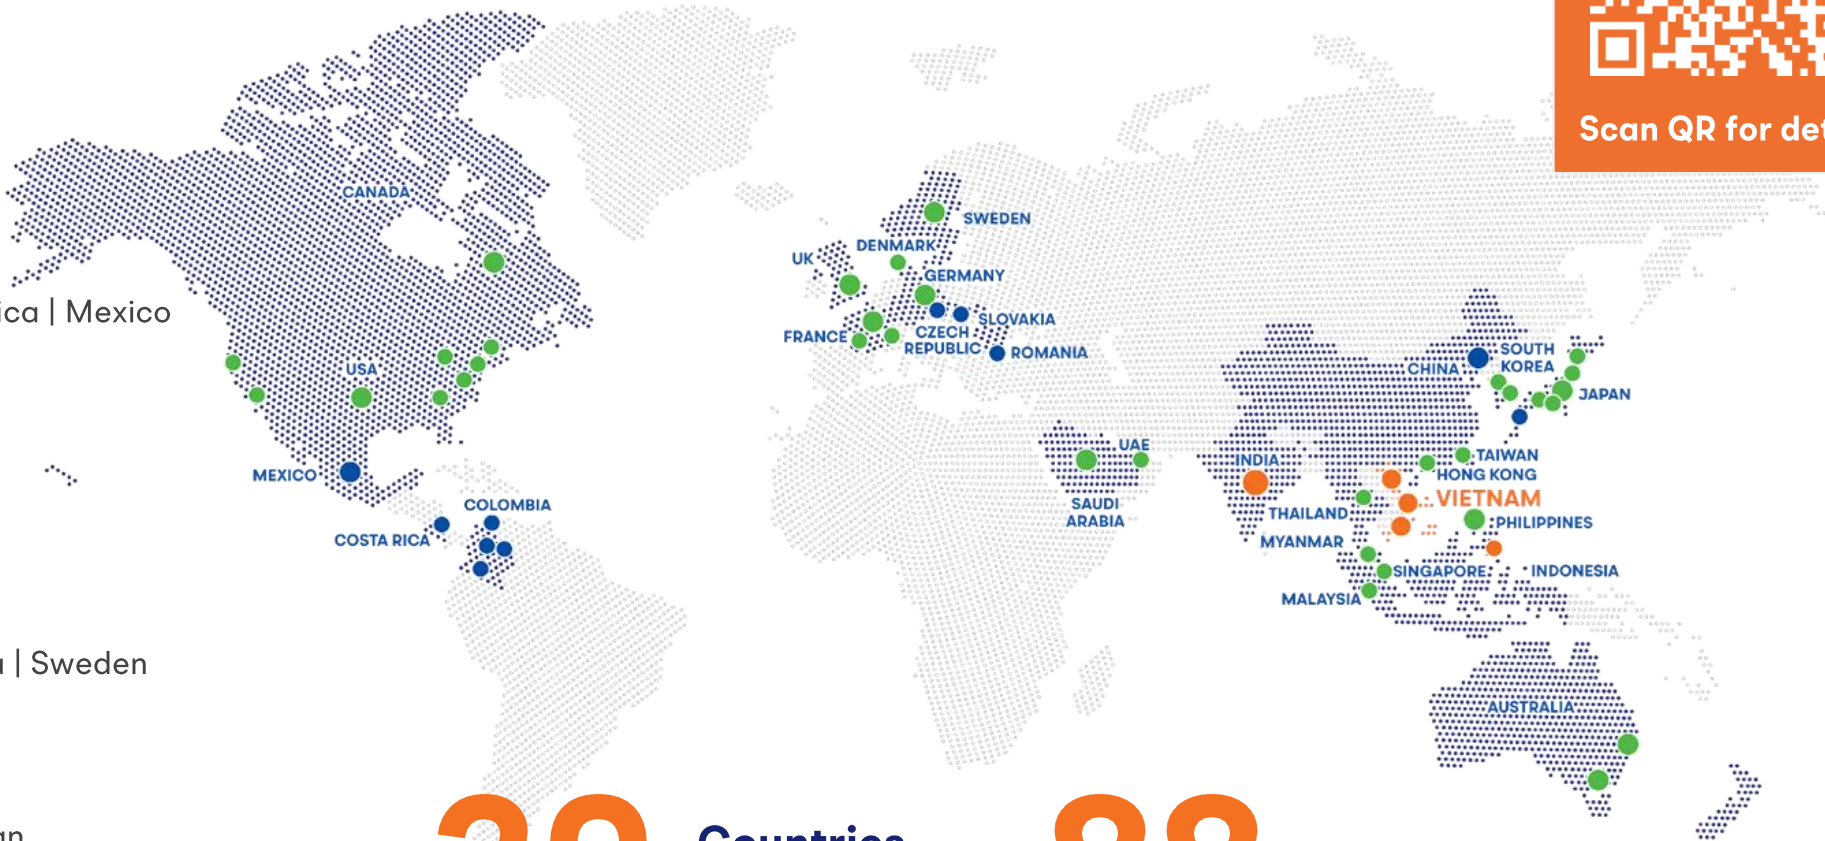 Scan QR for det
CANADA
SWEDEN
DENMARK
UK
GERMANY
ica | Mexico
SLOVAKIA
FRANCE
CZECH
REPUBLIC
ROMANIA
USA
SOUTH
KOREA
CHINA
JAPAN
UAE
TAIWAN
INDIA
HONG KONG
MEXICO
VIETNAM
COLOMBIA
SAUDI
ARABIA
THAILAND
PHILIPPINES
COSTA RICA
MYANMAR
SINGAPORE
INDONESIA
MALAYSIA
| Sweden
AUSTRALIA
Countries